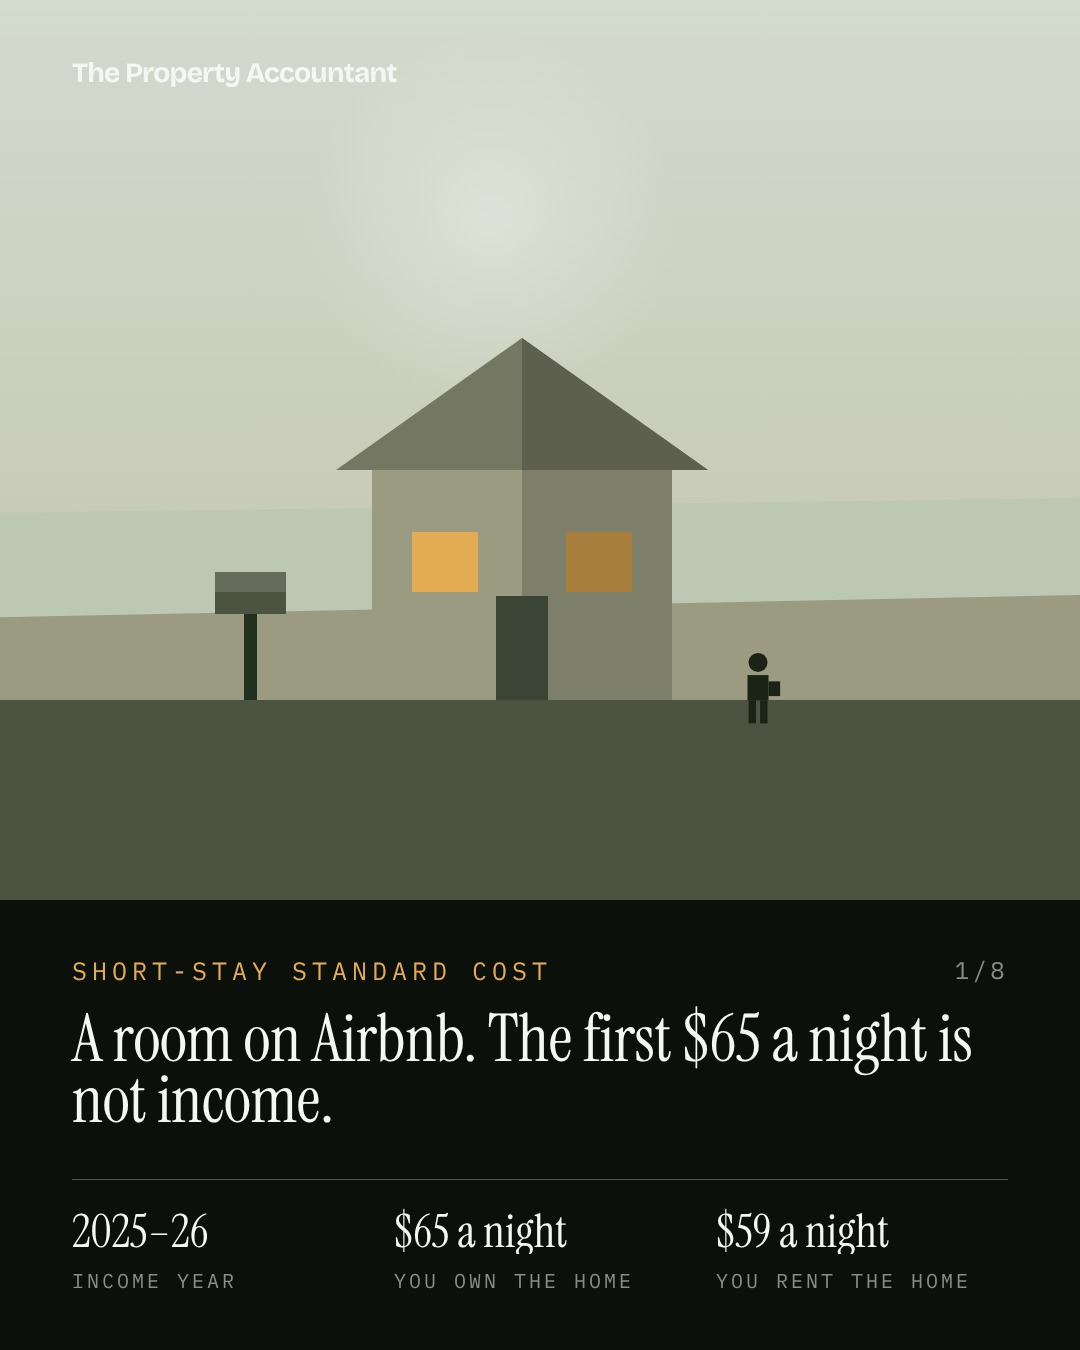 The Property Accountant
SHORT-STAY STANDARD COST
1/8
A room on Airbnb. The first $65 a night is
not income.
2025–26
$65 a night
$59 a night
INCOME YEAR
YOU OWN THE HOME
YOU RENT THE HOME